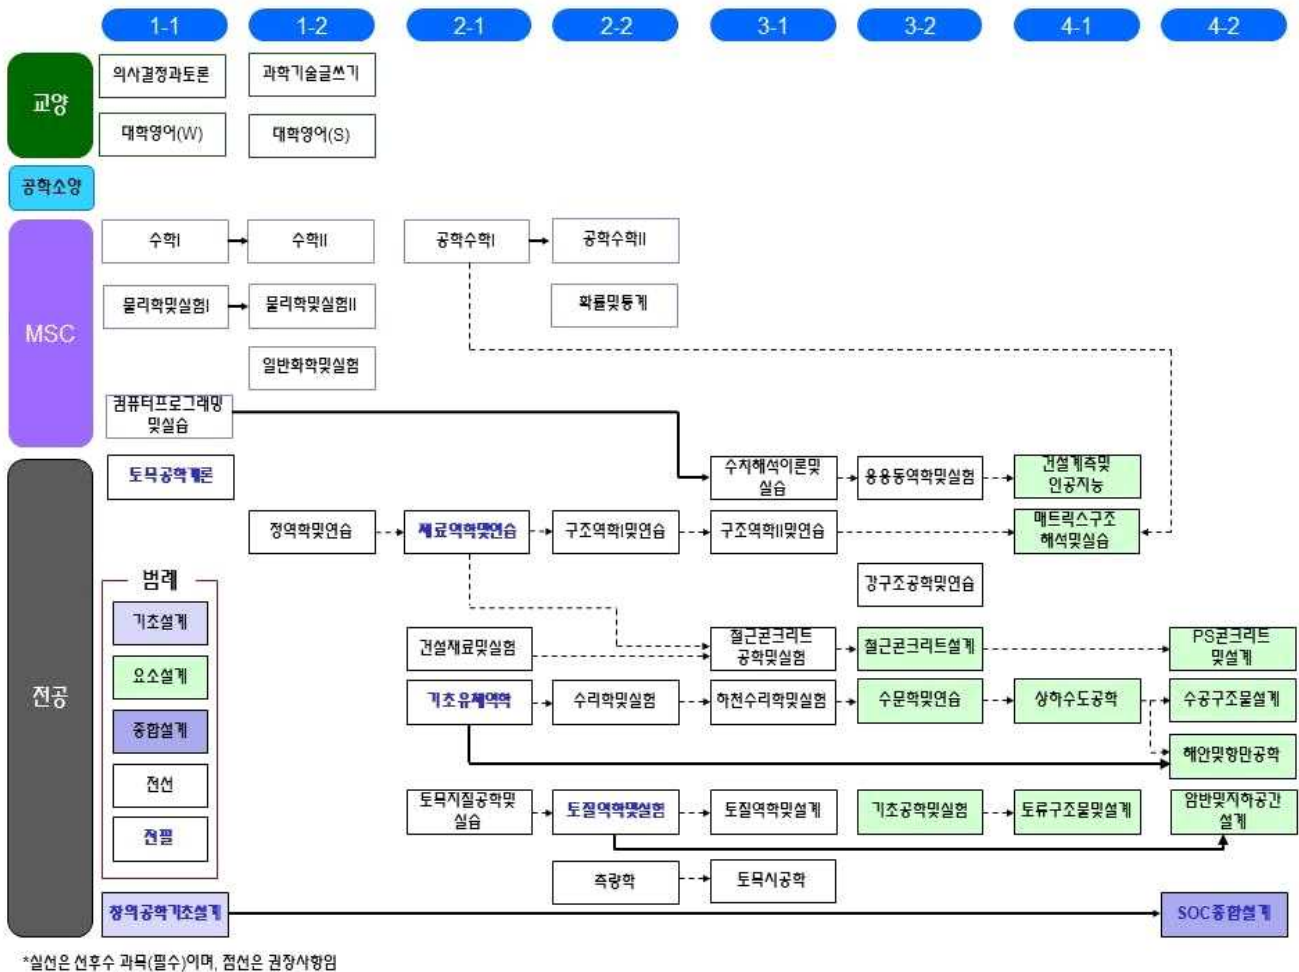 1-1 1-2 2-1 2-2 3-1 3-2 4-1 4-2
교양
의사결정과토론
과학기술글쓰기
대학영어(W)
대학영어(S)
공학소양
MSC
수학I
수학II
공학수학I
공학수학II
물리학및실험I
물리학및실험II
확률및통계
일반화학및실험
컴퓨터프로그래밍
및실습
전공
토목공학개론
수치해석이론및
실습
응용동역학및실험
건설계측및
인공지능
정역학및연습
재료역학및연습
구조역학I및연습
구조역학II및연습
매트릭스구조
해석및실습
강구조공학및연습
범례
기초설계
요소설계
종합설계
전선
전필
건설재료및실험
철근콘크리트
공학및실험
철근콘크리트설계
PS콘크리트
및설계
기초유체역학
수리학및실험
하천수리학및실험
수문학및연습
상하수도공학
수공구조물설계
해안및항만공학
토목지질공학및
실습
토질역학및실험
토질역학및설계
기초공학및실험
토류구조물및설계
암반및지하공간
설계
측량학
토목시공학
창의공학기초설계
SOC종합설계
*실선은 선후수 과목(필수)이며, 점선은 권장사항임